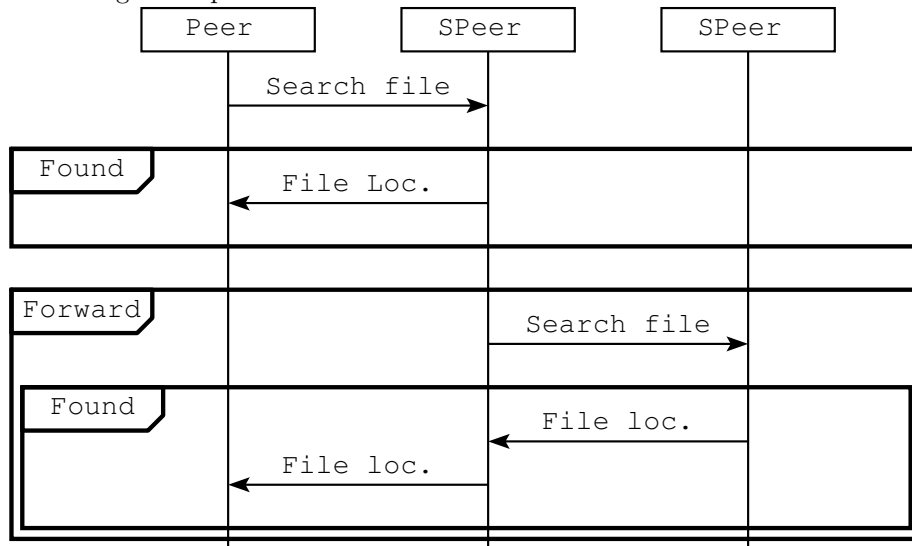 Peer
SPeer
SPeer
Search file
Found
File Loc.
Forward
Search file
Found
File loc.
File loc.